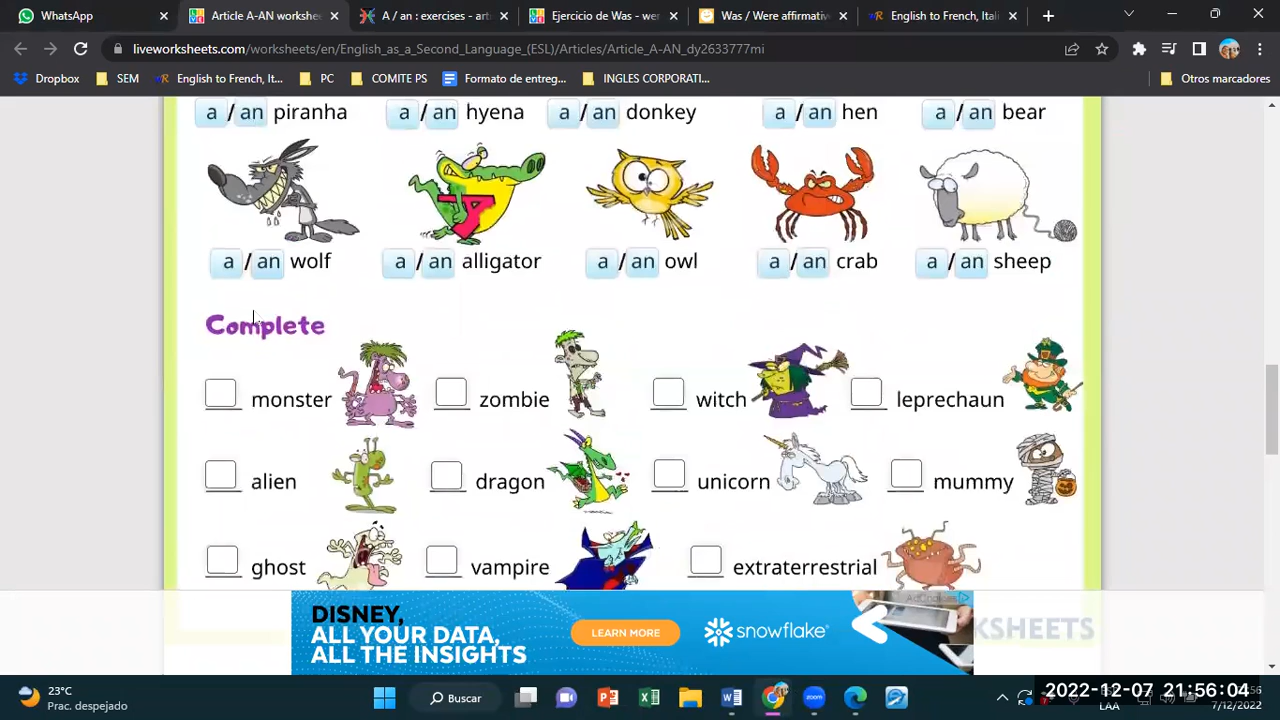 WhatsApp
Article A-AN workshe
A / an : exercises - art
Ejercicio de Was - wer
Was / Were affirmativ
English to French, Ital
liveworksheets.com/worksheets/en/English_as_a_Second_Language_(ESL)/Articles/Article_A-AN_dy2633777mi
Dropbox
SEM
English to French, It...
PC
COMITE PS
Formato de entreg...
INGLES CORPORATI...
Otros marcadores
a / an piranha
a / an hyena
a / an donkey
a / an hen
a / an bear
a / an wolf
a / an alligator
a / an owl
a / an crab
a / an sheep
Complete
monster
zombie
witch
leprechaun
alien
dragon
unicorn
mummy
ghost
vampire
extraterrestrial
DISNEY,
ALL YOUR DATA,
ALL THE INSIGHTS
LEARN MORE
snowflake
KSHEETS
23°C
Prac. despejado
Buscar
2022-12-07 21:56:04
LAA
7/12/2022